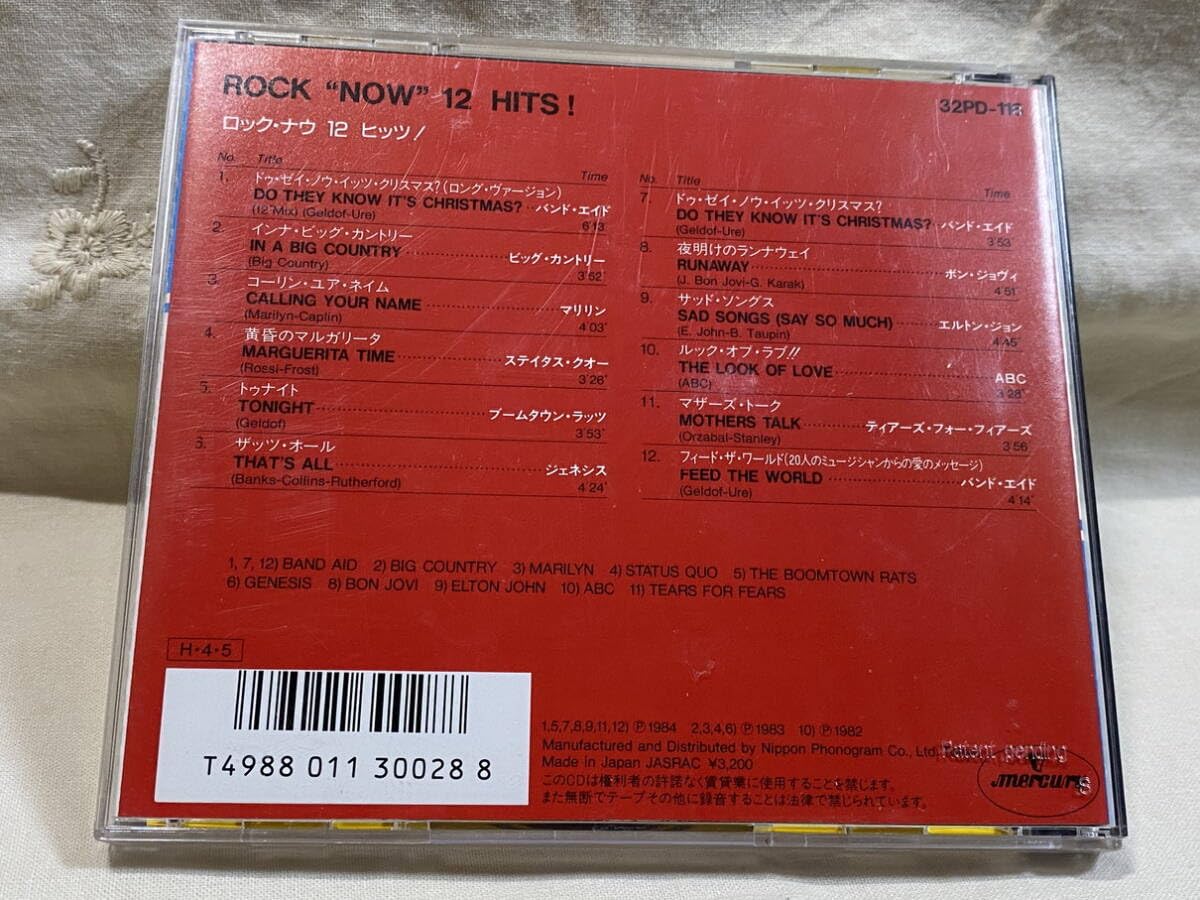 ROCK “NOW” 12 HITS!
32PD-118
ロック・ナウ 12 ヒッツ!
No. Title Time
1. ドゥ・ゼイ・ノウ・イッツ・クリスマス?(ロング・ヴァージョン)
DO THEY KNOW IT'S CHRISTMAS? バンド・エイド
(12"Mix) (Geldof-Ure) 6'13"
2. インナ・ビッグ・カントリー
IN A BIG COUNTRY ビッグ・カントリー
(Big Country) 3'52"
3. コーリン・ユア・ネイム
CALLING YOUR NAME マリリン
(Marilyn-Caplin) 4'03"
4. 黄昏のマルガリータ
MARGUERITA TIME ステイタス・クオー
(Rossi-Frost) 3'26"
5. トゥナイト
TONIGHT ブームタウン・ラッツ
(Geldof) 3'53"
6. ザッツ・オール
THAT'S ALL ジェネシス
(Banks-Collins-Rutherford) 4'24"
No. Title Time
7. ドゥ・ゼイ・ノウ・イッツ・クリスマス?
DO THEY KNOW IT'S CHRISTMAS? バンド・エイド
(Geldof-Ure) 3'53"
8. 夜明けのランナウェイ
RUNAWAY ボン・ジョヴィ
(J. Bon Jovi-G. Karak) 4'51"
9. サッド・ソングス
SAD SONGS (SAY SO MUCH) エルトン・ジョン
(E. John-B. Taupin) 4'45"
10. ルック・オブ・ラブ!!
THE LOOK OF LOVE ABC
(ABC) 3'28"
11. マザーズ・トーク
MOTHERS TALK ティアーズ・フォー・フィアーズ
(Orzabal-Stanley) 3'56
12. フィード・ザ・ワールド(20人のミュージシャンからの愛のメッセージ)
FEED THE WORLD バンド・エイド
(Geldof-Ure) 4'14"
1, 7, 12) BAND AID 2) BIG COUNTRY 3) MARILYN 4) STATUS QUO 5) THE BOOMTOWN RATS
6) GENESIS 8) BON JOVI 9) ELTON JOHN 10) ABC 11) TEARS FOR FEARS
H・4・5
T4988 011 30028 8
1,5,7,8,9,11,12) Ⓟ1984 2,3,4,6) Ⓟ1983 10) Ⓟ1982
Manufactured and Distributed by Nippon Phonogram Co., Ltd.
Made in Japan JASRAC ¥3,200
このCDは権利者の許諾なく賃貸業に使用することを禁じます。
また無断でテープその他に録音することは法律で禁じられています。
Patent pending
mercury